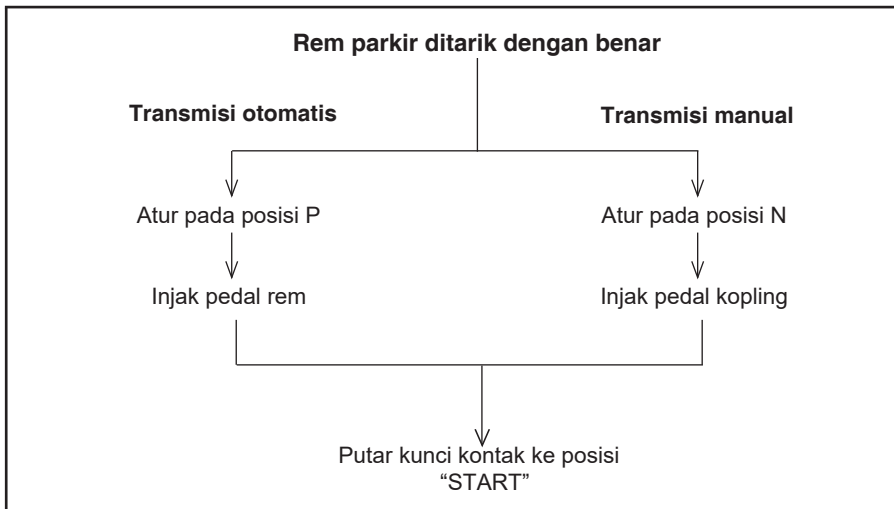 Rem parkir ditarik dengan benar
Transmisi otomatis
Transmisi manual
Atur pada posisi P
Atur pada posisi N
Injak pedal rem
Injak pedal kopling
Putar kunci kontak ke posisi
“START”